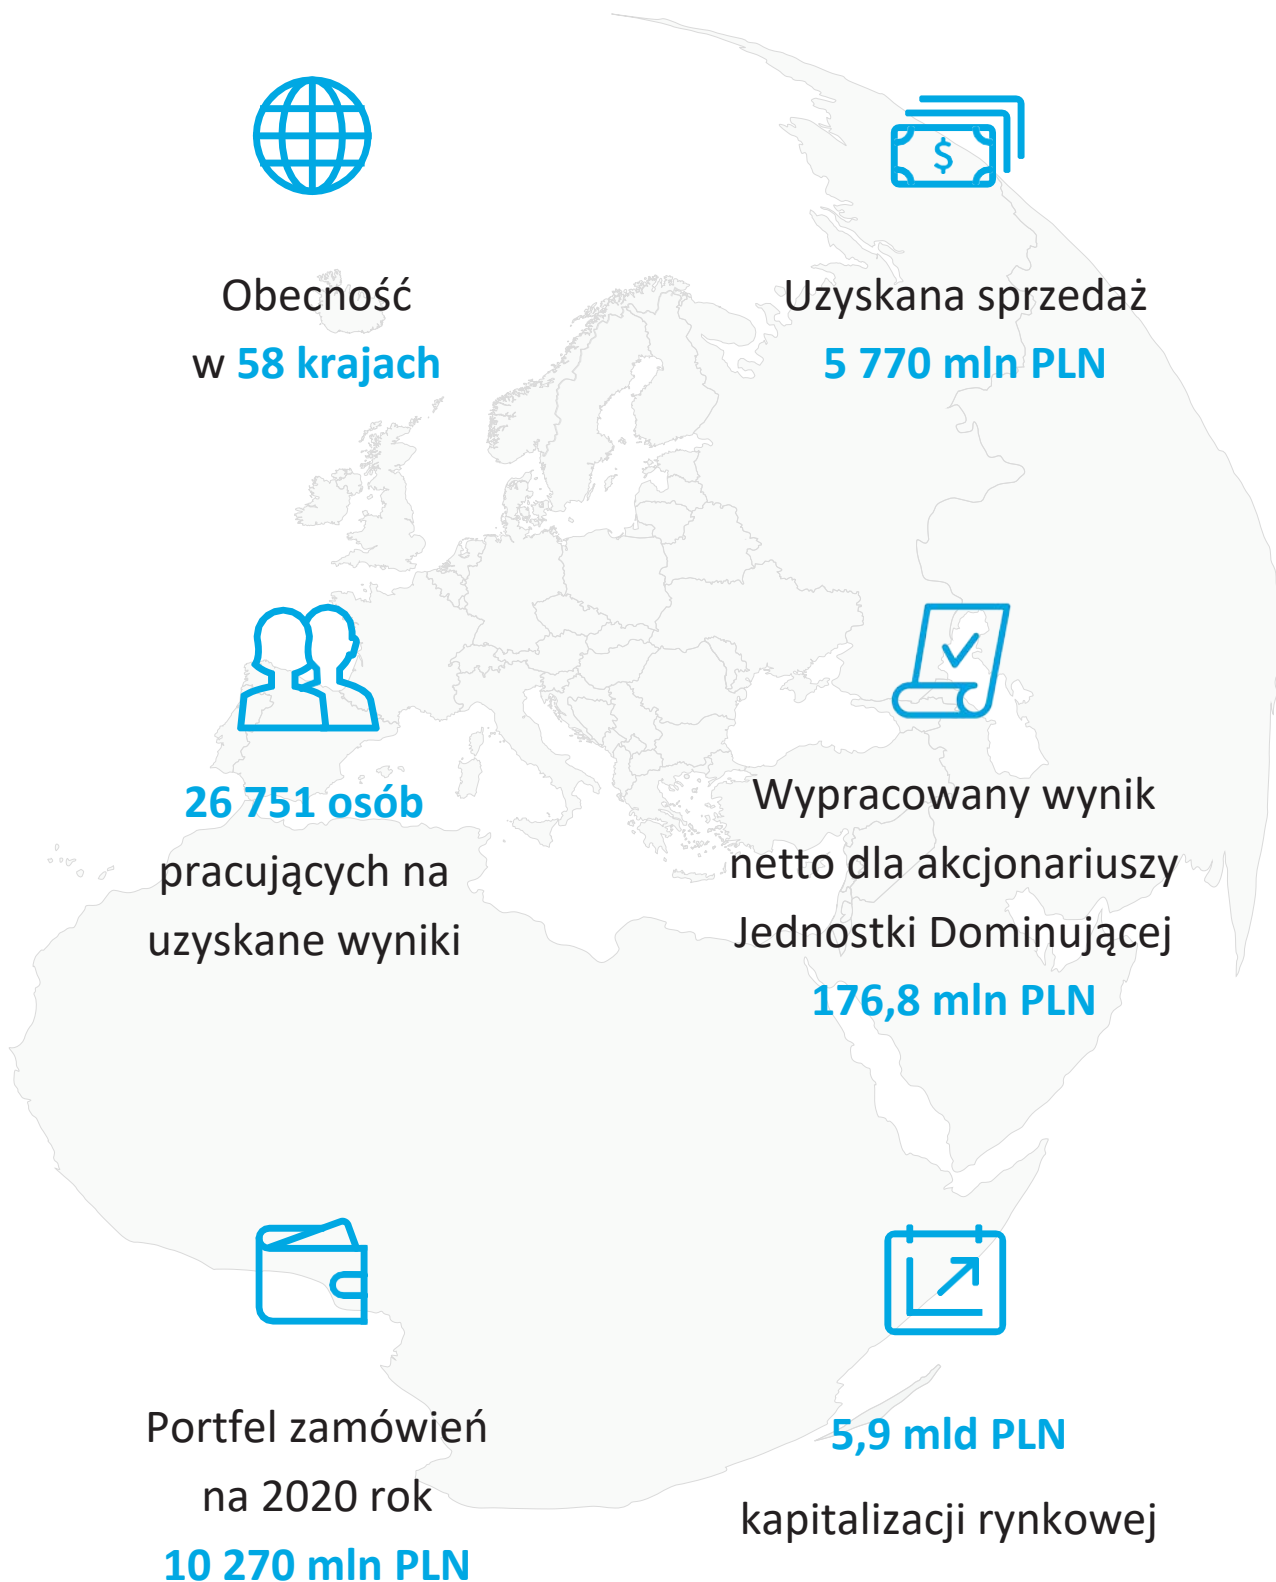 Obecność
w 58 krajach
Uzyskana sprzedaż
5 770 mln PLN
26 751 osób
pracujących na
uzyskane wyniki
Wypracowany wynik
netto dla akcjonariuszy
Jednostki Dominującej
176,8 mln PLN
Portfel zamówień
na 2020 rok
10 270 mln PLN
5,9 mld PLN
kapitalizacji rynkowej